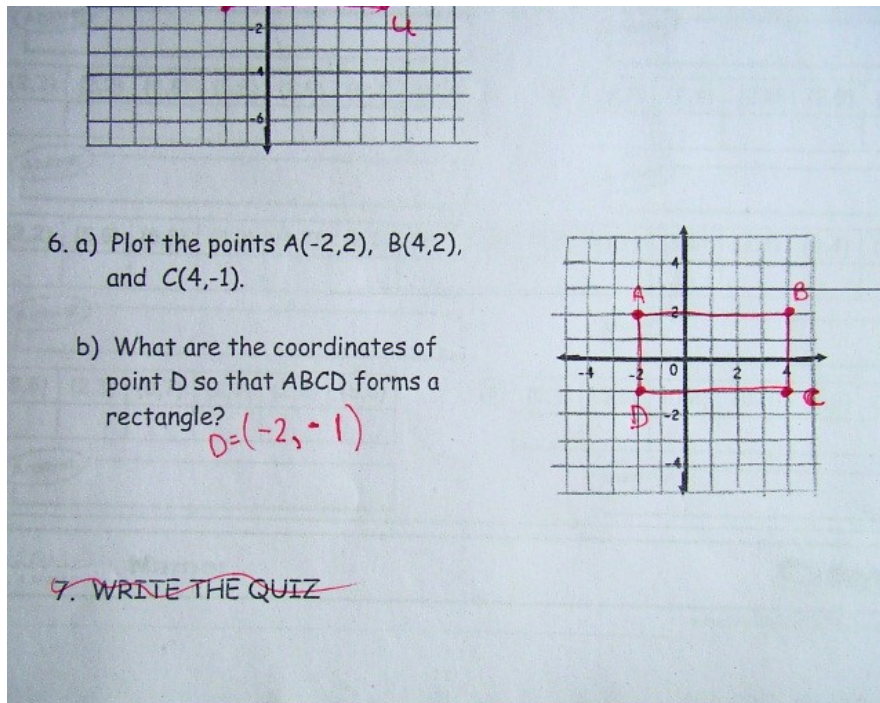 -2
4
-4
-6
6. a) Plot the points A(-2,2), B(4,2),
and C(4,-1).
b) What are the coordinates of
point D so that ABCD forms a
rectangle?
D=(-2, -1)
4
A
B
2
-4
-2
0
2
4
D
-2
C
-4
7. WRITE THE QUIZ